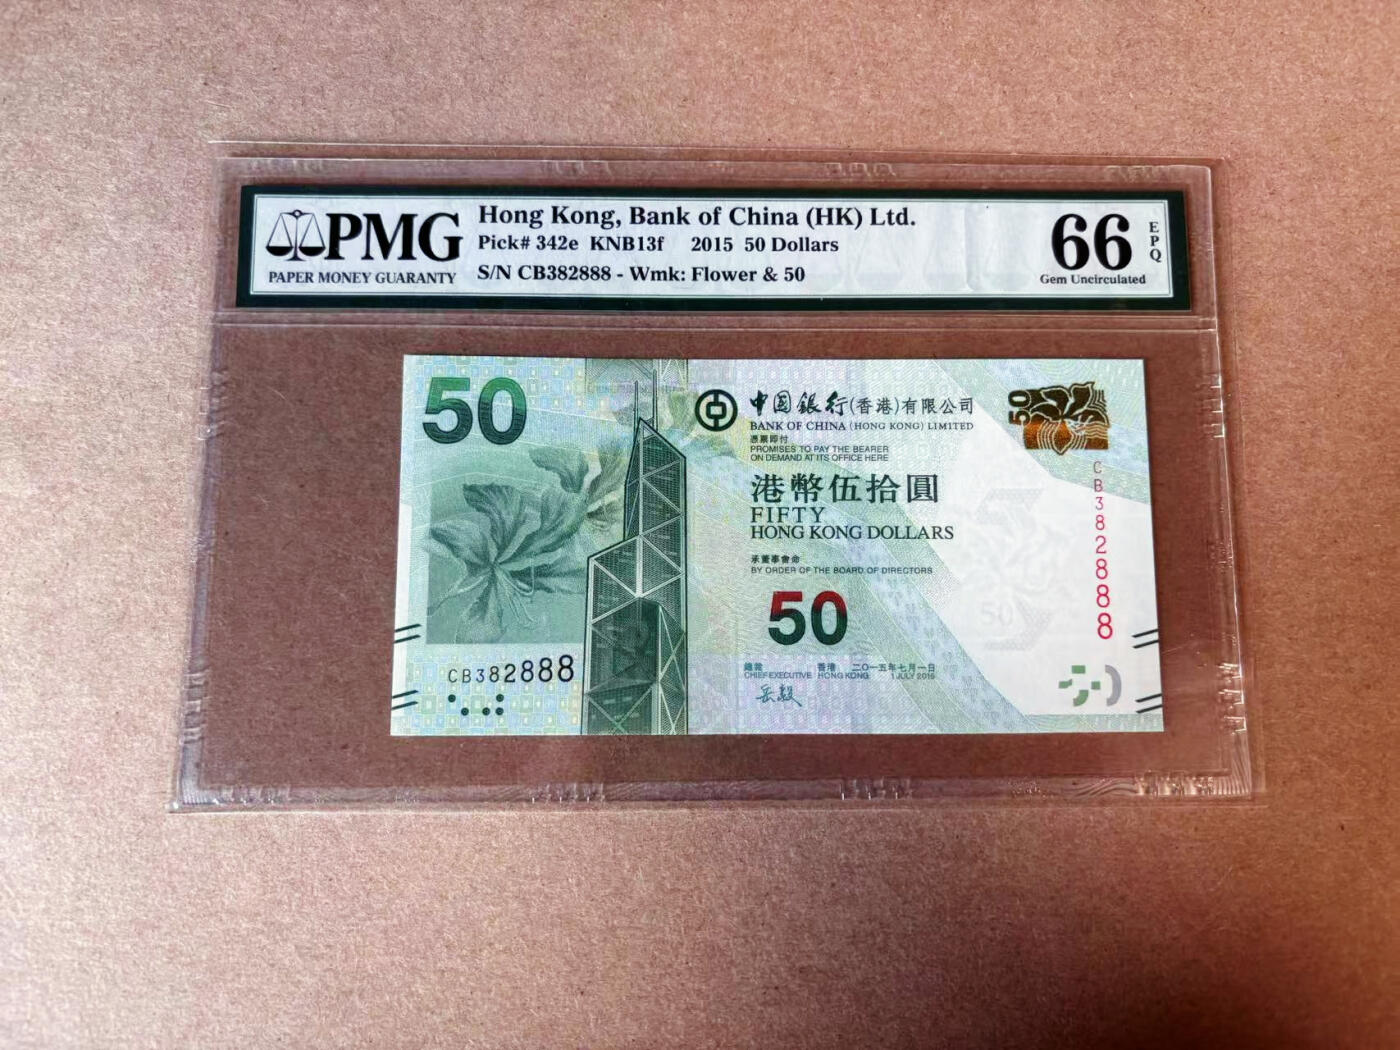 PMG
PAPER MONEY GUARANTY
Hong Kong, Bank of China (HK) Ltd.
Pick# 342e KNB13f 2015 50 Dollars
S/N CB382888 - Wmk: Flower & 50
66
EPQ
Gem Uncirculated
50
中国銀行(香港)有限公司
BANK OF CHINA (HONG KONG) LIMITED
憑票即付
PROMISES TO PAY THE BEARER
ON DEMAND AT ITS OFFICE HERE
港幣伍拾圓
FIFTY
HONG KONG DOLLARS
承董事會命
BY ORDER OF THE BOARD OF DIRECTORS
50
總裁 香港 二〇一五年七月一日
CHIEF EXECUTIVE HONG KONG 1 JULY 2015
岳毅
CB382888
50
CB382888
50